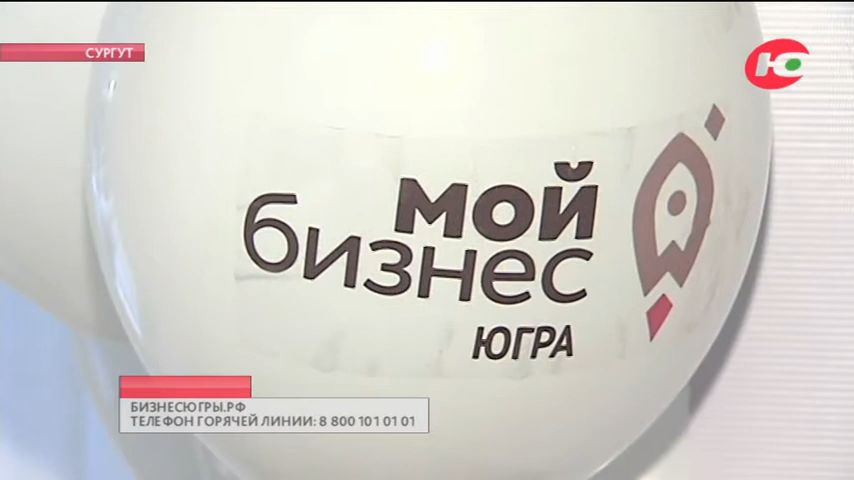 СУРГУТ
Ю
мой
бизнес
ЮГРА
БИЗНЕСЮГРЫ.РФ
ТЕЛЕФОН ГОРЯЧЕЙ ЛИНИИ: 8 800 101 01 01